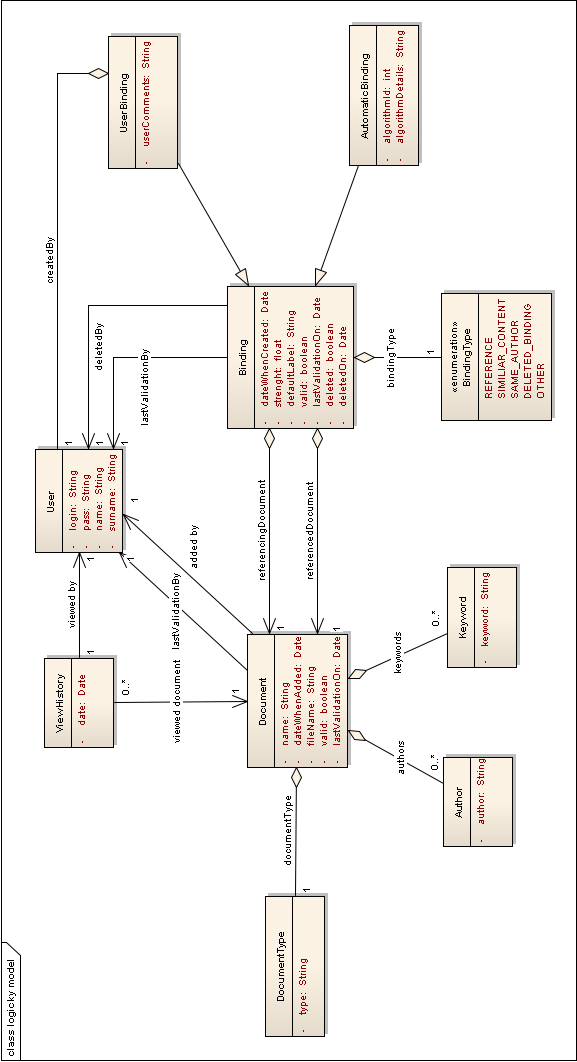 class logicky model
UserBinding
- userComments: String
AutomaticBinding
- algorithmId: int
- algorithmDetails: String
createdBy
Binding
- dateWhenCreated: Date
- strenght: float
- defaultLabel: String
- valid: boolean
- lastValidationOn: Date
- deleted: boolean
- deletedOn: Date
bindingType
1
«enumeration»
BindingType
REFERENCE
SIMILIAR_CONTENT
SAME_AUTHOR
DELETED_BINDING
OTHER
deletedBy
1
lastValidationBy
1
1
User
- login: String
- pass: String
- name: String
- surname: String
viewed by
1
lastValidationBy
1
added by
1
referencingDocument
1
referencedDocument
1
ViewHistory
- date: Date
0..*
viewed document
1
Document
- name: String
- dateWhenAdded: Date
- fileName: String
- valid: boolean
- lastValidationOn: Date
keywords
0..*
Keyword
- keyword: String
authors
0..*
Author
- author: String
documentType
1
DocumentType
- type: String